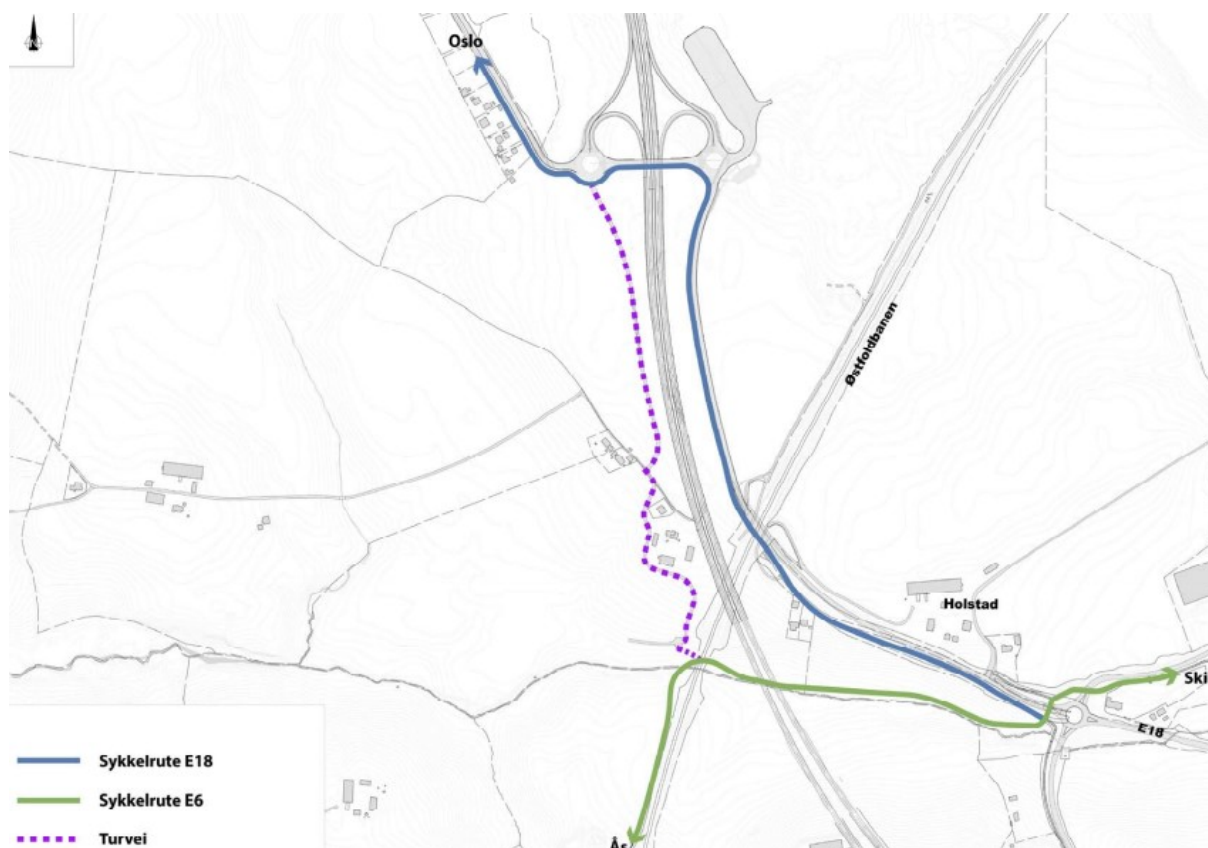 Oslo
Østfoldbanen
Holstad
Ski
E18
Sykkelrute E18
Sykkelrute E6
Turvei
Ås